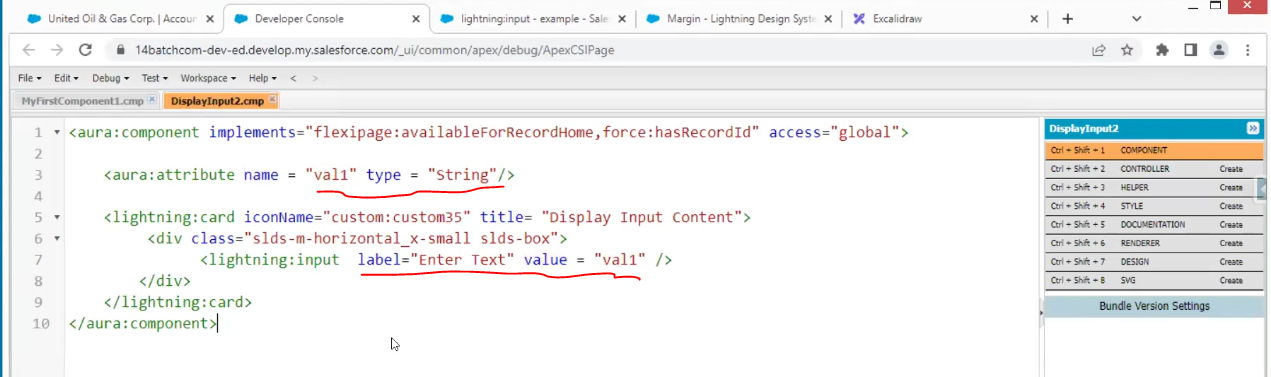 United Oil & Gas Corp. | Accoun
Developer Console
lightning:input - example - Sale
Margin - Lightning Design Syste
Excalidraw
14batchcom-dev-ed.develop.my.salesforce.com/_ui/common/apex/debug/ApexCSIPage
File Edit Debug Test Workspace Help < >
MyFirstComponent1.cmp DisplayInput2.cmp
1 <aura:component implements="flexipage:availableForRecordHome,force:hasRecordId" access="global">
2
3 <aura:attribute name = "val1" type = "String"/>
4
5 <lightning:card iconName="custom:custom35" title= "Display Input Content">
6 <div class="slds-m-horizontal_x-small slds-box">
7 <lightning:input label="Enter Text" value = "val1" />
8 </div>
9 </lightning:card>
10 </aura:component>
DisplayInput2
Ctrl + Shift + 1 COMPONENT
Ctrl + Shift + 2 CONTROLLER Create
Ctrl + Shift + 3 HELPER Create
Ctrl + Shift + 4 STYLE Create
Ctrl + Shift + 5 DOCUMENTATION Create
Ctrl + Shift + 6 RENDERER Create
Ctrl + Shift + 7 DESIGN Create
Ctrl + Shift + 8 SVG Create
Bundle Version Settings